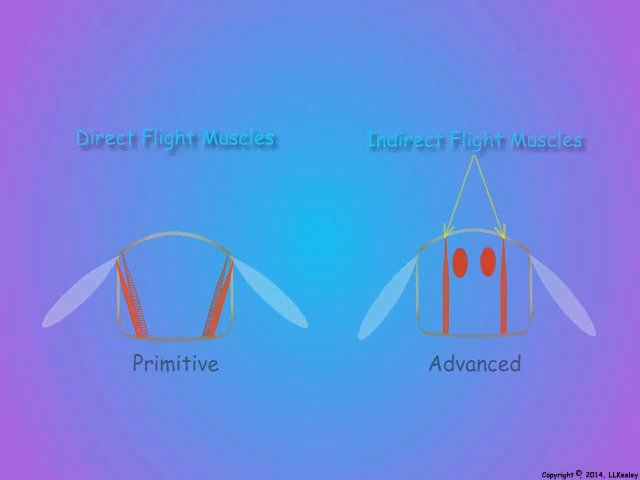 Direct Flight Muscles
Indirect Flight Muscles
Primitive
Advanced
Copyright © 2014, LLKeeley